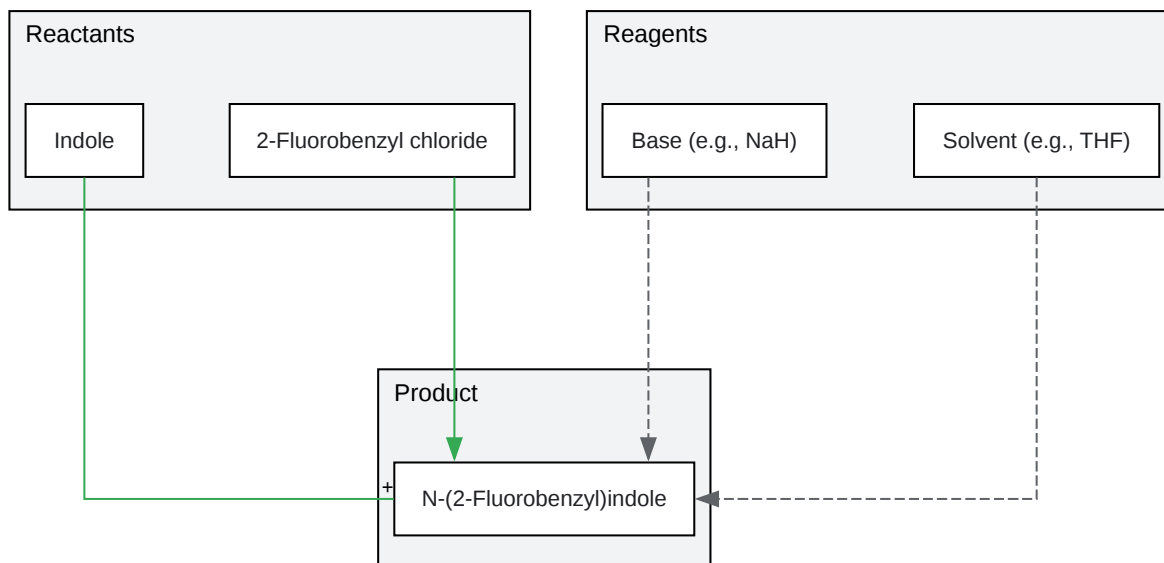 Reactants
Reagents
Indole
2-Fluorobenzyl chloride
Base (e.g., NaH)
Solvent (e.g., THF)
Product
+
N-(2-Fluorobenzyl)indole